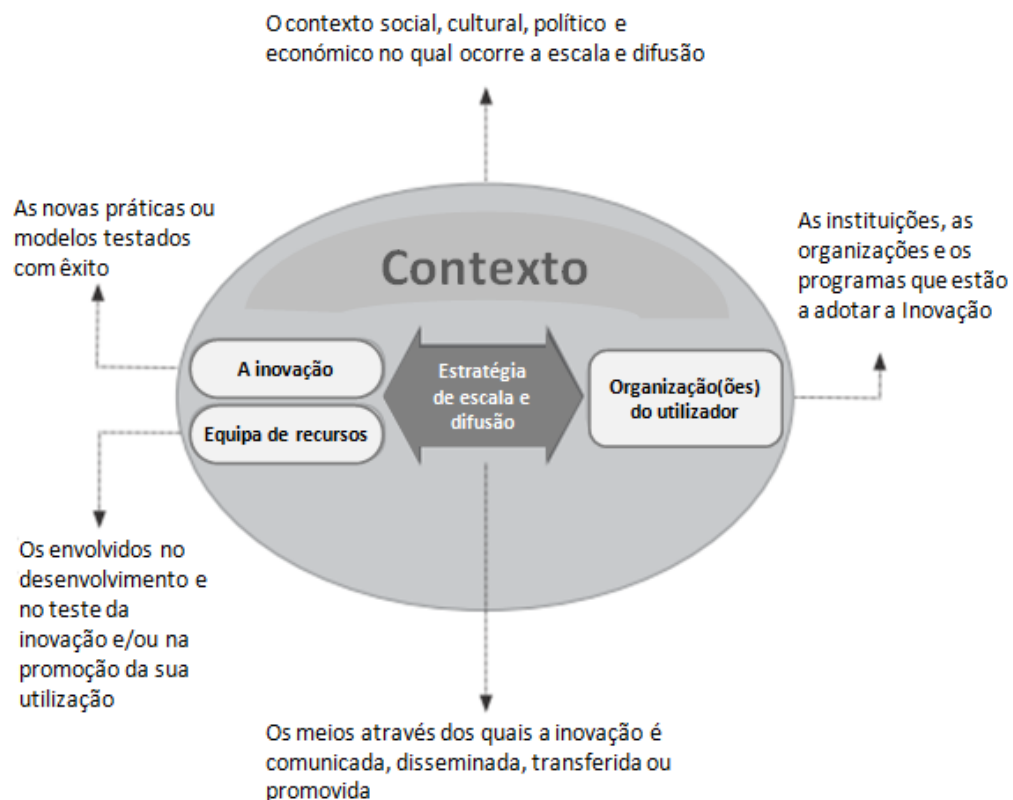 O contexto social, cultural, político e
económico no qual ocorre a escala e difusão
As novas práticas ou
modelos testados
com êxito
As instituições, as
organizações e os
programas que estão
a adotar a Inovação
Contexto
A inovação
Equipa de recursos
Estratégia
de escala e
difusão
Organização(ões)
do utilizador
Os envolvidos no
desenvolvimento e
no teste da
inovação e/ou na
promoção da sua
utilização
Os meios através dos quais a inovação é
comunicada, disseminada, transferida ou
promovida